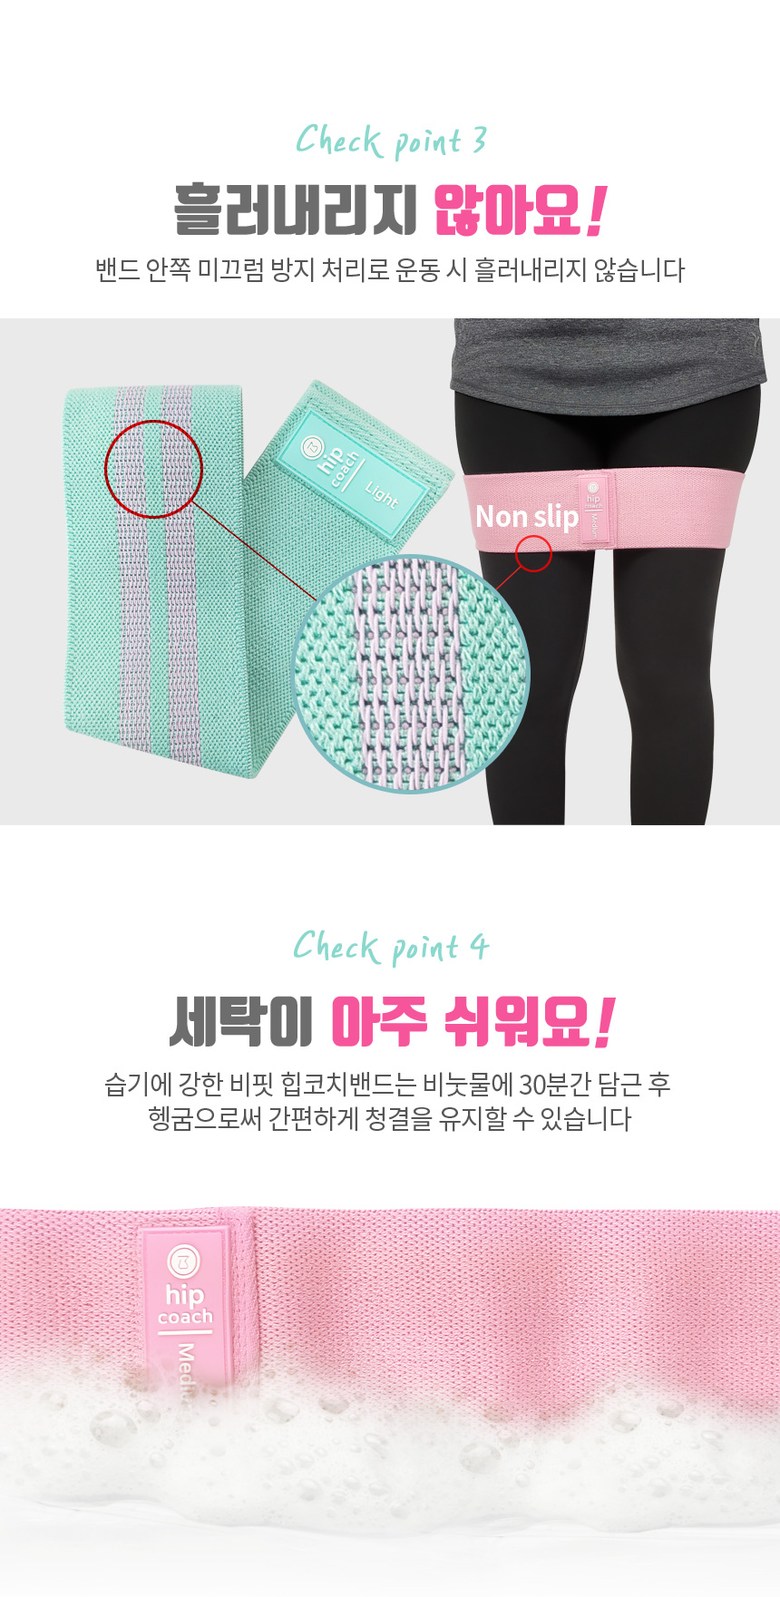 Check point 3
흘러내리지 않아요!
밴드 안쪽 미끄럼 방지 처리로 운동 시 흘러내리지 않습니다
hip
coach
Light
Non slip
hip
Check point 4
세탁이 아주 쉬워요!
습기에 강한 비핏 힙코치밴드는 비눗물에 30분간 담근 후
헹굼으로써 간편하게 청결을 유지할 수 있습니다
hip
coach